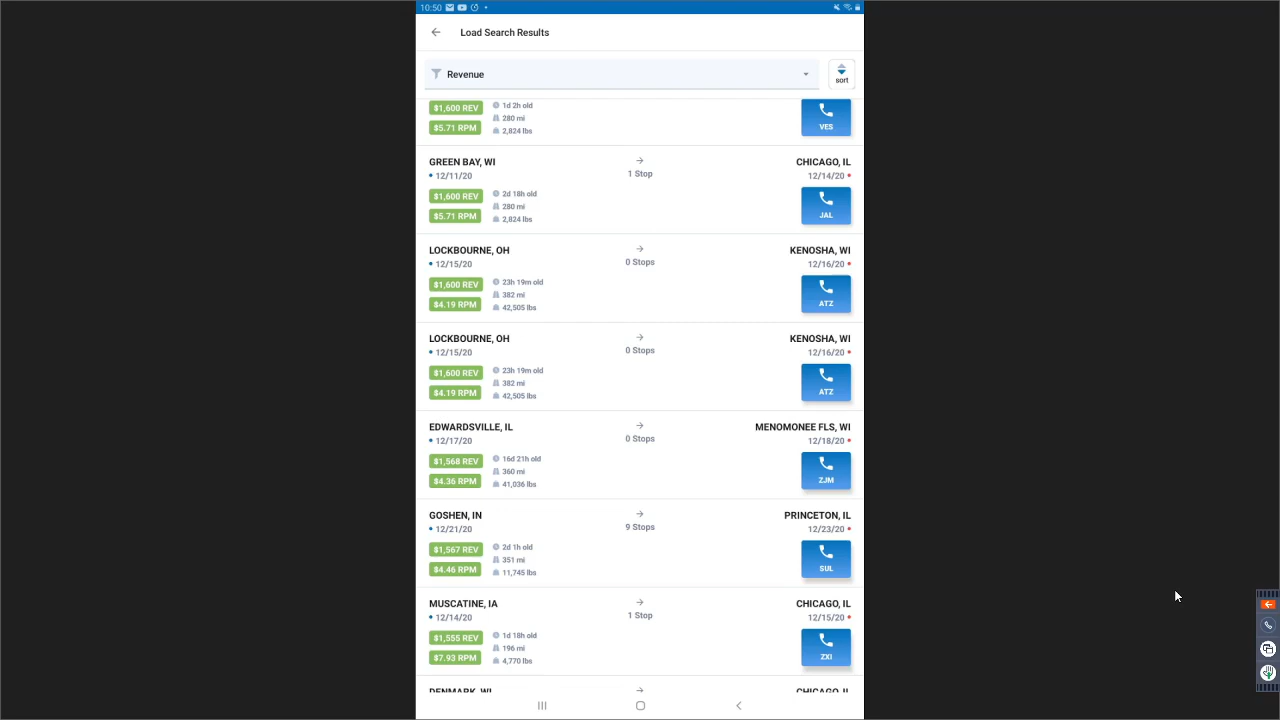 10:50
Load Search Results
Revenue
sort
$1,600 REV
1d 2h old
280 mi
$5.71 RPM
2,824 lbs
VES
GREEN BAY, WI
CHICAGO, IL
12/11/20
1 Stop
12/14/20
$1,600 REV
2d 18h old
280 mi
$5.71 RPM
2,824 lbs
JAL
LOCKBOURNE, OH
KENOSHA, WI
12/15/20
0 Stops
12/16/20
$1,600 REV
23h 19m old
382 mi
$4.19 RPM
42,505 lbs
ATZ
LOCKBOURNE, OH
KENOSHA, WI
12/15/20
0 Stops
12/16/20
$1,600 REV
23h 19m old
382 mi
$4.19 RPM
42,505 lbs
ATZ
EDWARDSVILLE, IL
MENOMONEE FLS, WI
12/17/20
0 Stops
12/18/20
$1,568 REV
16d 21h old
360 mi
$4.36 RPM
41,036 lbs
ZJM
GOSHEN, IN
PRINCETON, IL
12/21/20
9 Stops
12/23/20
$1,567 REV
2d 1h old
351 mi
$4.46 RPM
11,745 lbs
SUL
MUSCATINE, IA
CHICAGO, IL
12/14/20
1 Stop
12/15/20
$1,555 REV
1d 18h old
196 mi
$7.93 RPM
4,770 lbs
ZXI
DENMARK, WI
CHICAGO, IL